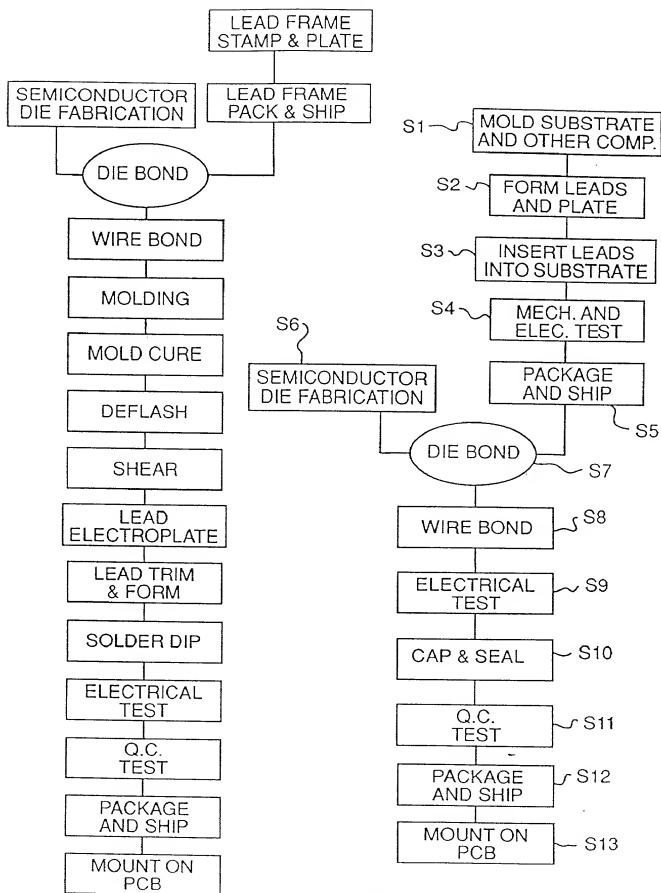 LEAD FRAME
STAMP & PLATE
LEAD FRAME
PACK & SHIP
SEMICONDUCTOR
DIE FABRICATION
DIE BOND
WIRE BOND
MOLDING
MOLD CURE
DEFLASH
SHEAR
LEAD
ELECTROPLATE
LEAD TRIM
& FORM
SOLDER DIP
ELECTRICAL
TEST
Q.C.
TEST
PACKAGE
AND SHIP
MOUNT ON
PCB
S1
MOLD SUBSTRATE
AND OTHER COMP.
S2
FORM LEADS
AND PLATE
S3
INSERT LEADS
INTO SUBSTRATE
S4
MECH. AND
ELEC. TEST
PACKAGE
AND SHIP
S5
S6
SEMICONDUCTOR
DIE FABRICATION
DIE BOND
S7
WIRE BOND
S8
ELECTRICAL
TEST
S9
CAP & SEAL
S10
Q.C.
TEST
S11
PACKAGE
AND SHIP
S12
MOUNT ON
PCB
S13